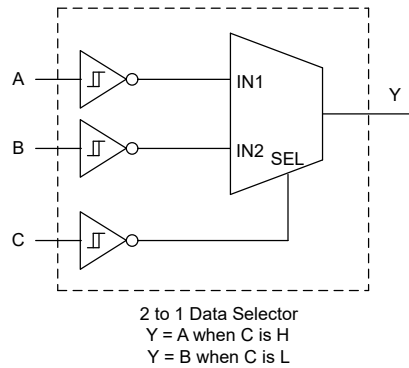 A
IN1
Y
B
IN2
SEL
C
2 to 1 Data Selector
Y = A when C is H
Y = B when C is L